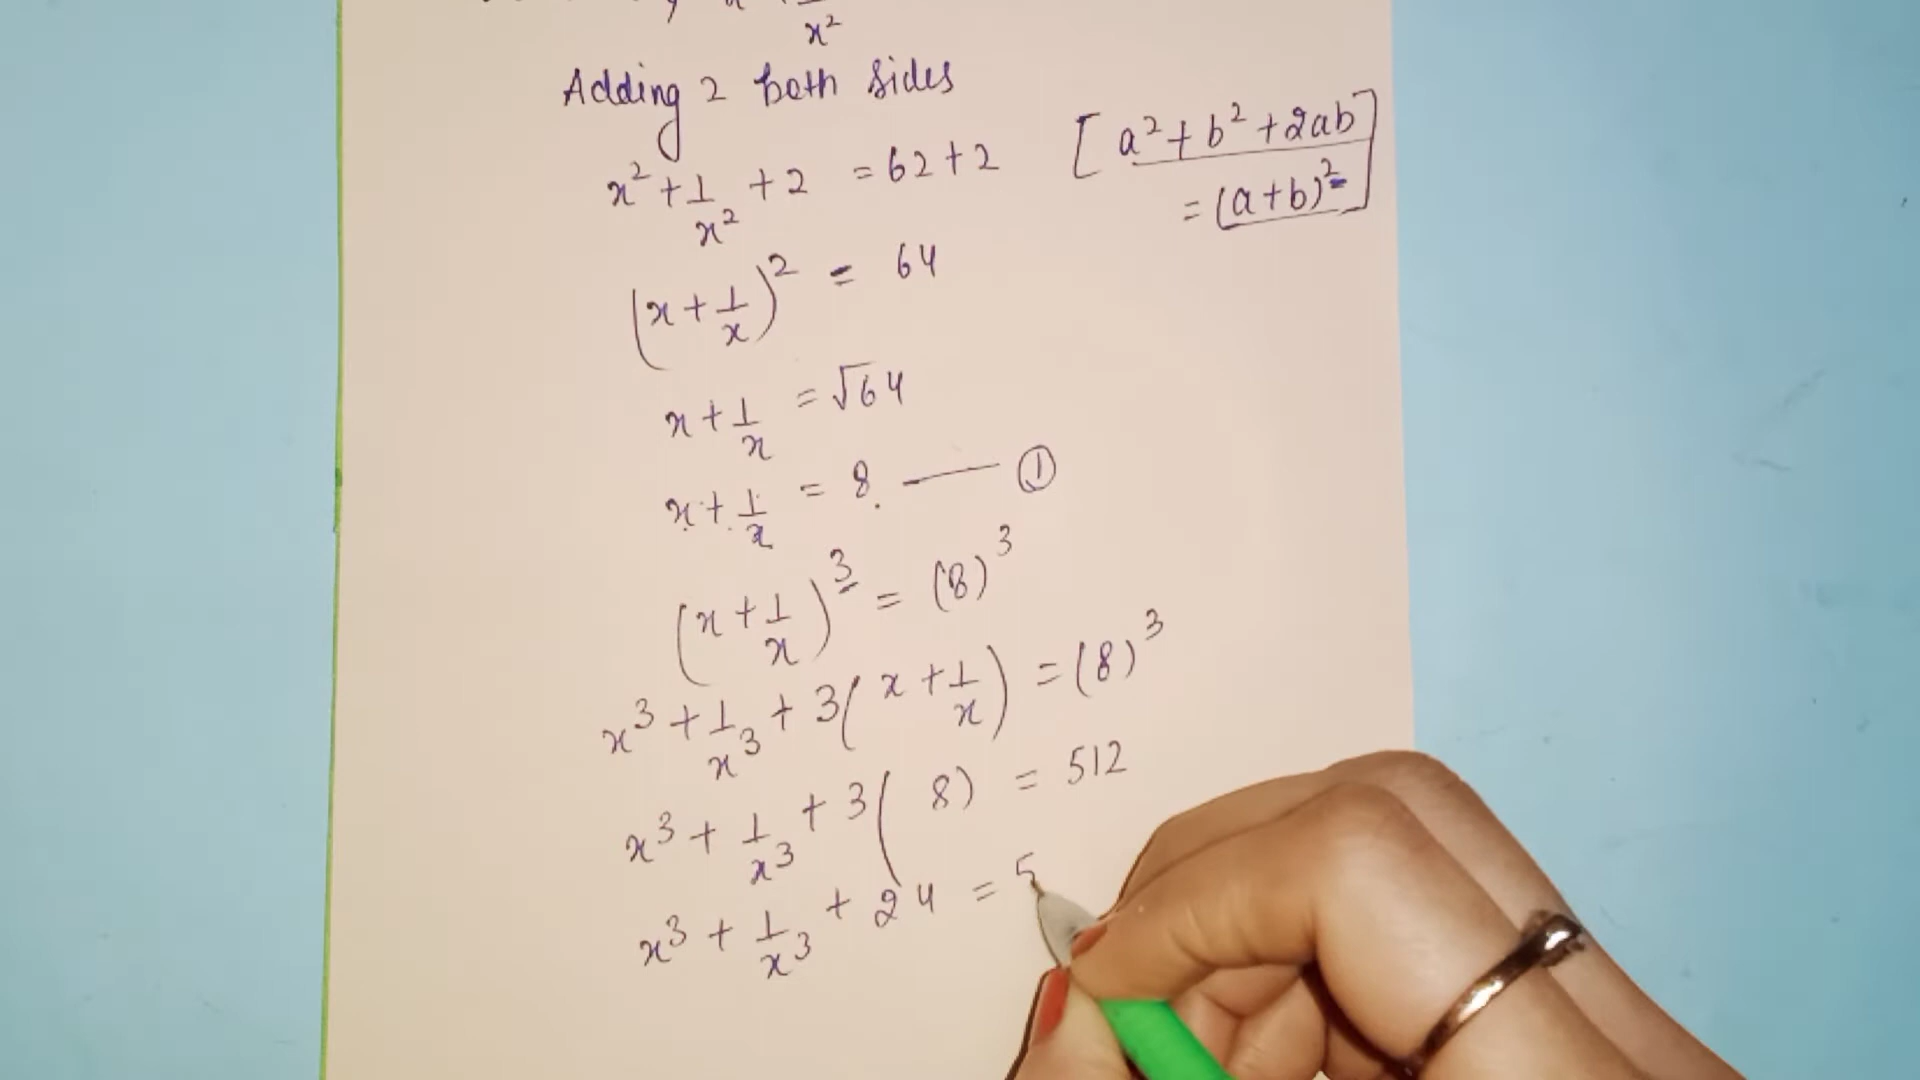 x²
Adding 2 both sides
x² + 1/x² + 2 = 62 + 2
[a² + b² + 2ab
= (a + b)²]
(x + 1/x)² = 64
x + 1/x = √64
x + 1/x = 8. —— ①
(x + 1/x)³ = (8)³
x³ + 1/x³ + 3(x + 1/x) = (8)³
x³ + 1/x³ + 3(8) = 512
x³ + 1/x³ + 24 = 5